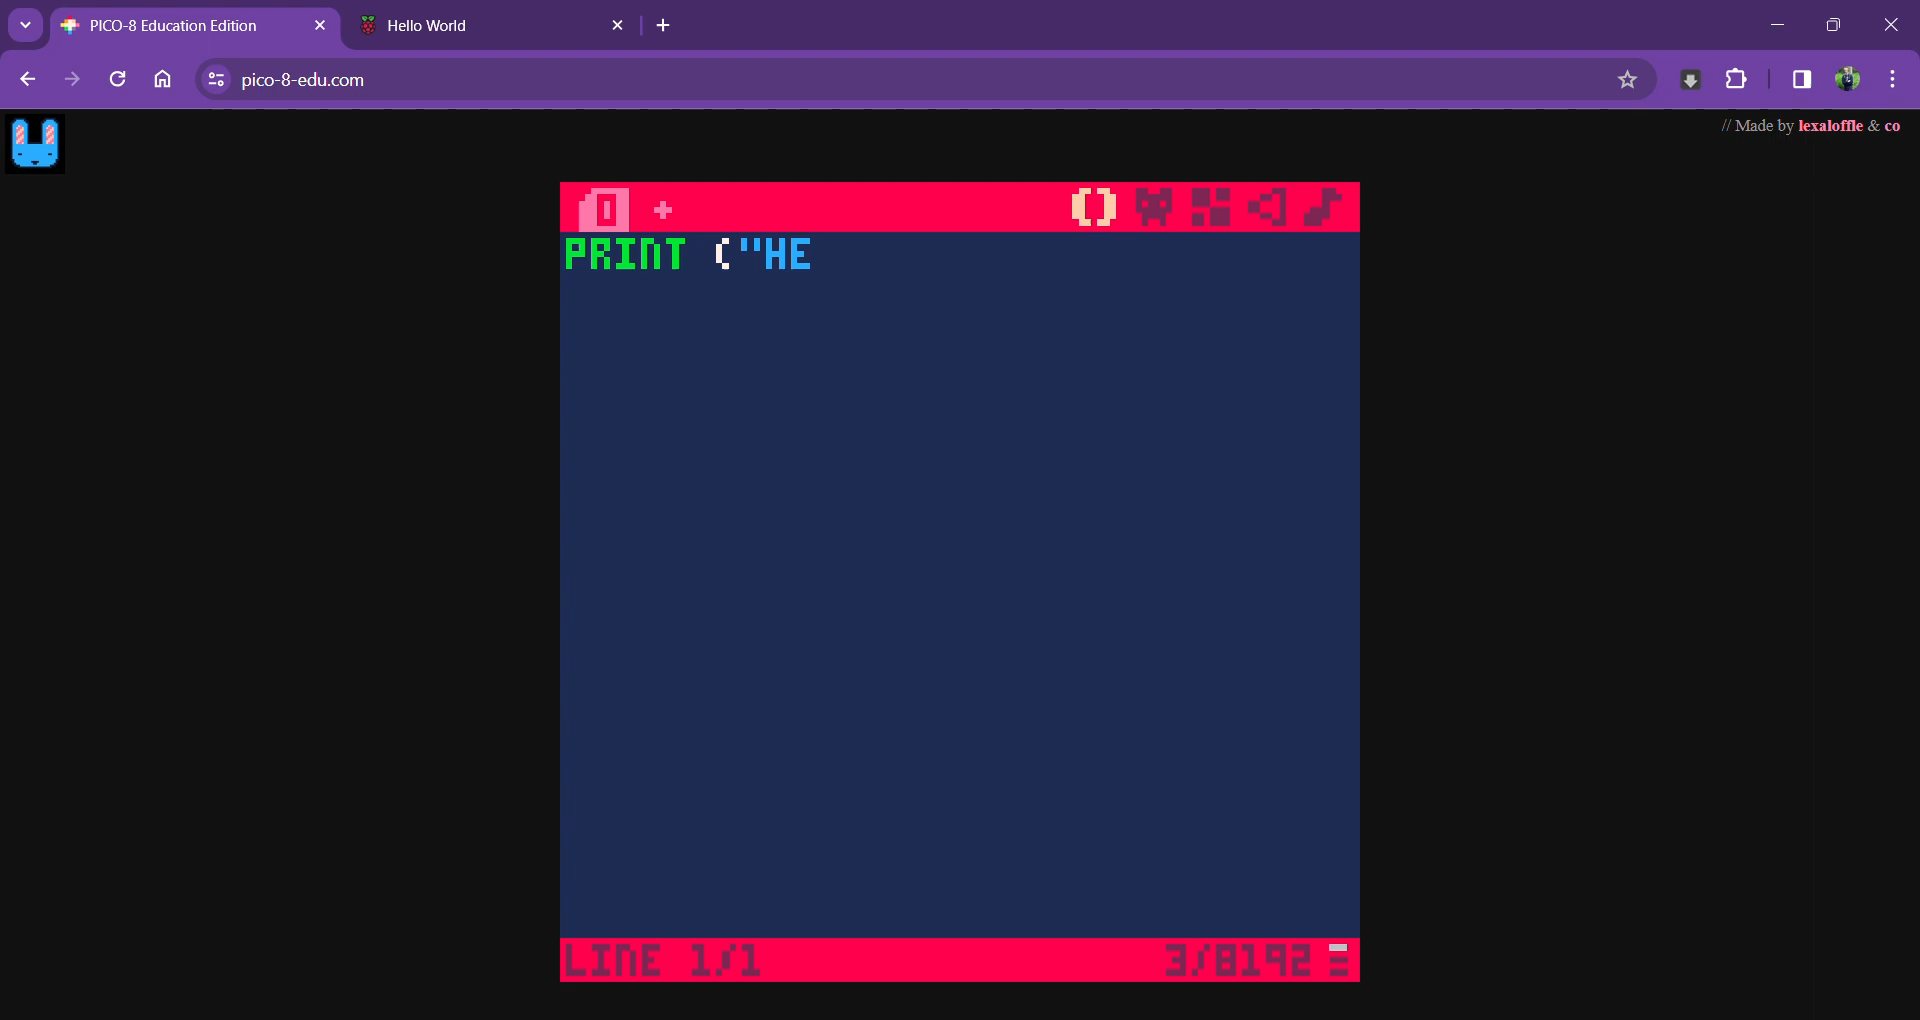 PICO-8 Education Edition
Hello World
pico-8-edu.com
// Made by lexaloffle & co
0 +
PRINT ("HE
LINE 1/1
3/8192